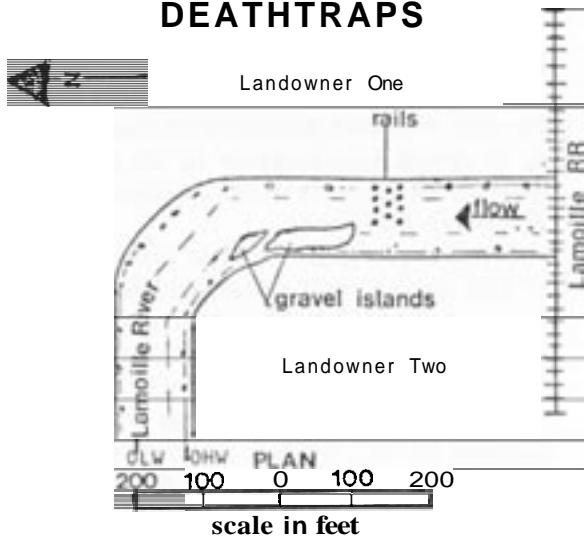 DEATHTRAPS
N
Landowner One
rails
Lamoille RR
flow
gravel islands
Lamoille River
Landowner Two
OLW OHW PLAN
200 100 0 100 200
scale in feet